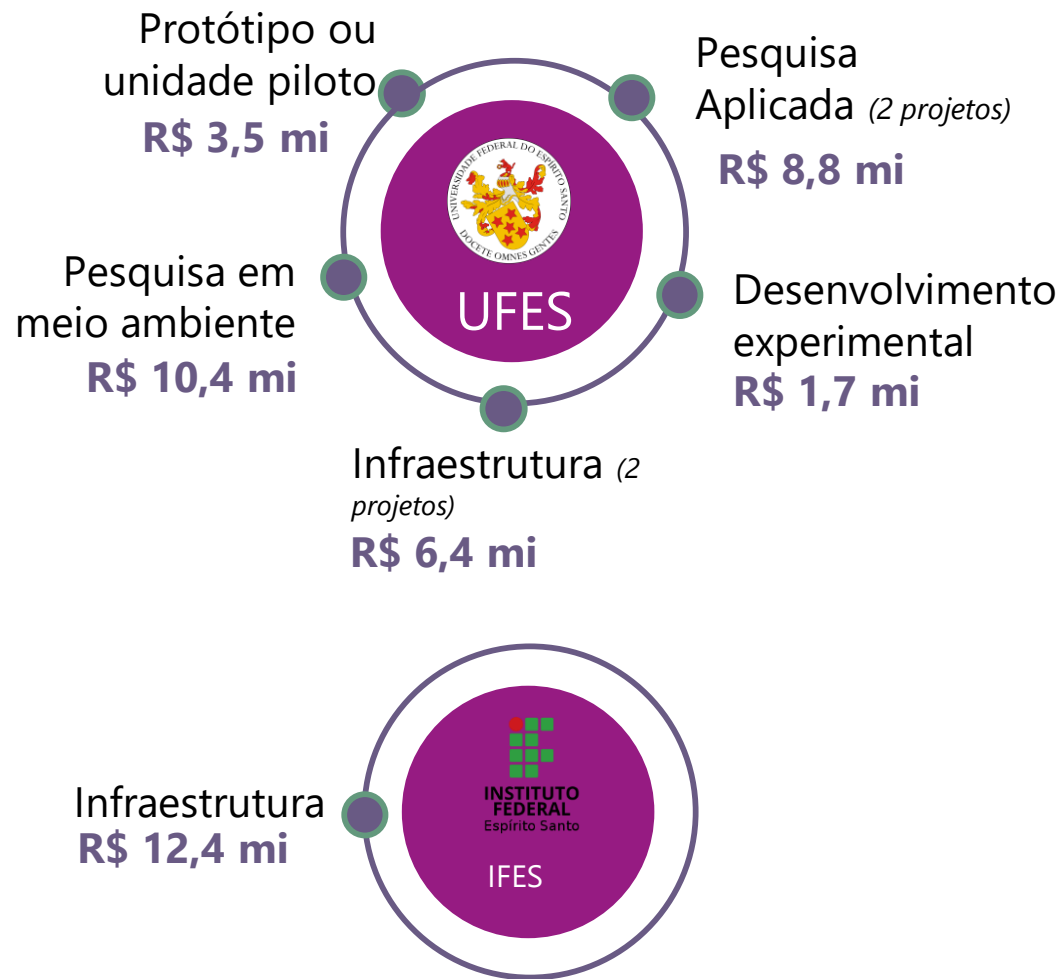 Protótipo ou
unidade piloto
R$ 3,5 mi
Pesquisa
Aplicada (2 projetos)
R$ 8,8 mi
UNIVERSIDADE FEDERAL DO ESPÍRITO SANTO
DOCETE OMNES GENTES
UFES
Pesquisa em
meio ambiente
R$ 10,4 mi
Desenvolvimento
experimental
R$ 1,7 mi
Infraestrutura (2
projetos)
R$ 6,4 mi
INSTITUTO
FEDERAL
Espírito Santo
IFES
Infraestrutura
R$ 12,4 mi